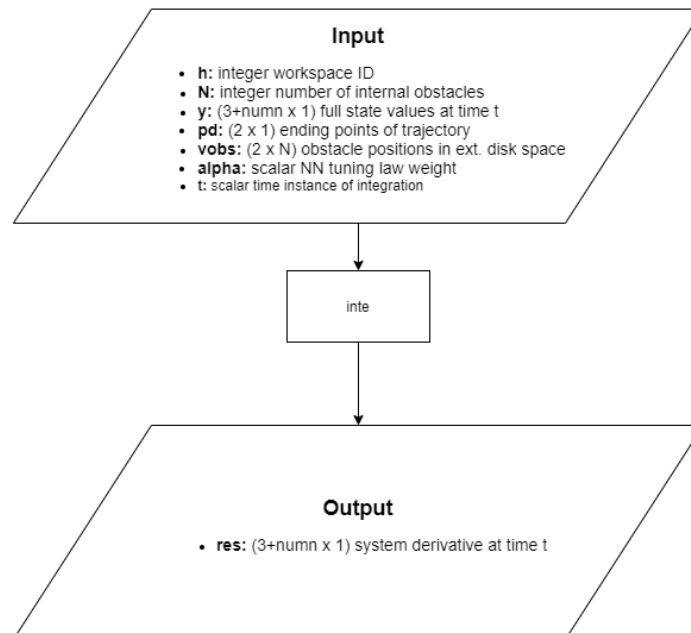 Input
• h: integer workspace ID
• N: integer number of internal obstacles
• y: (3+numn x 1) full state values at time t
• pd: (2 x 1) ending points of trajectory
• vobs: (2 x N) obstacle positions in ext. disk space
• alpha: scalar NN tuning law weight
• t: scalar time instance of integration
inte
Output
• res: (3+numn x 1) system derivative at time t